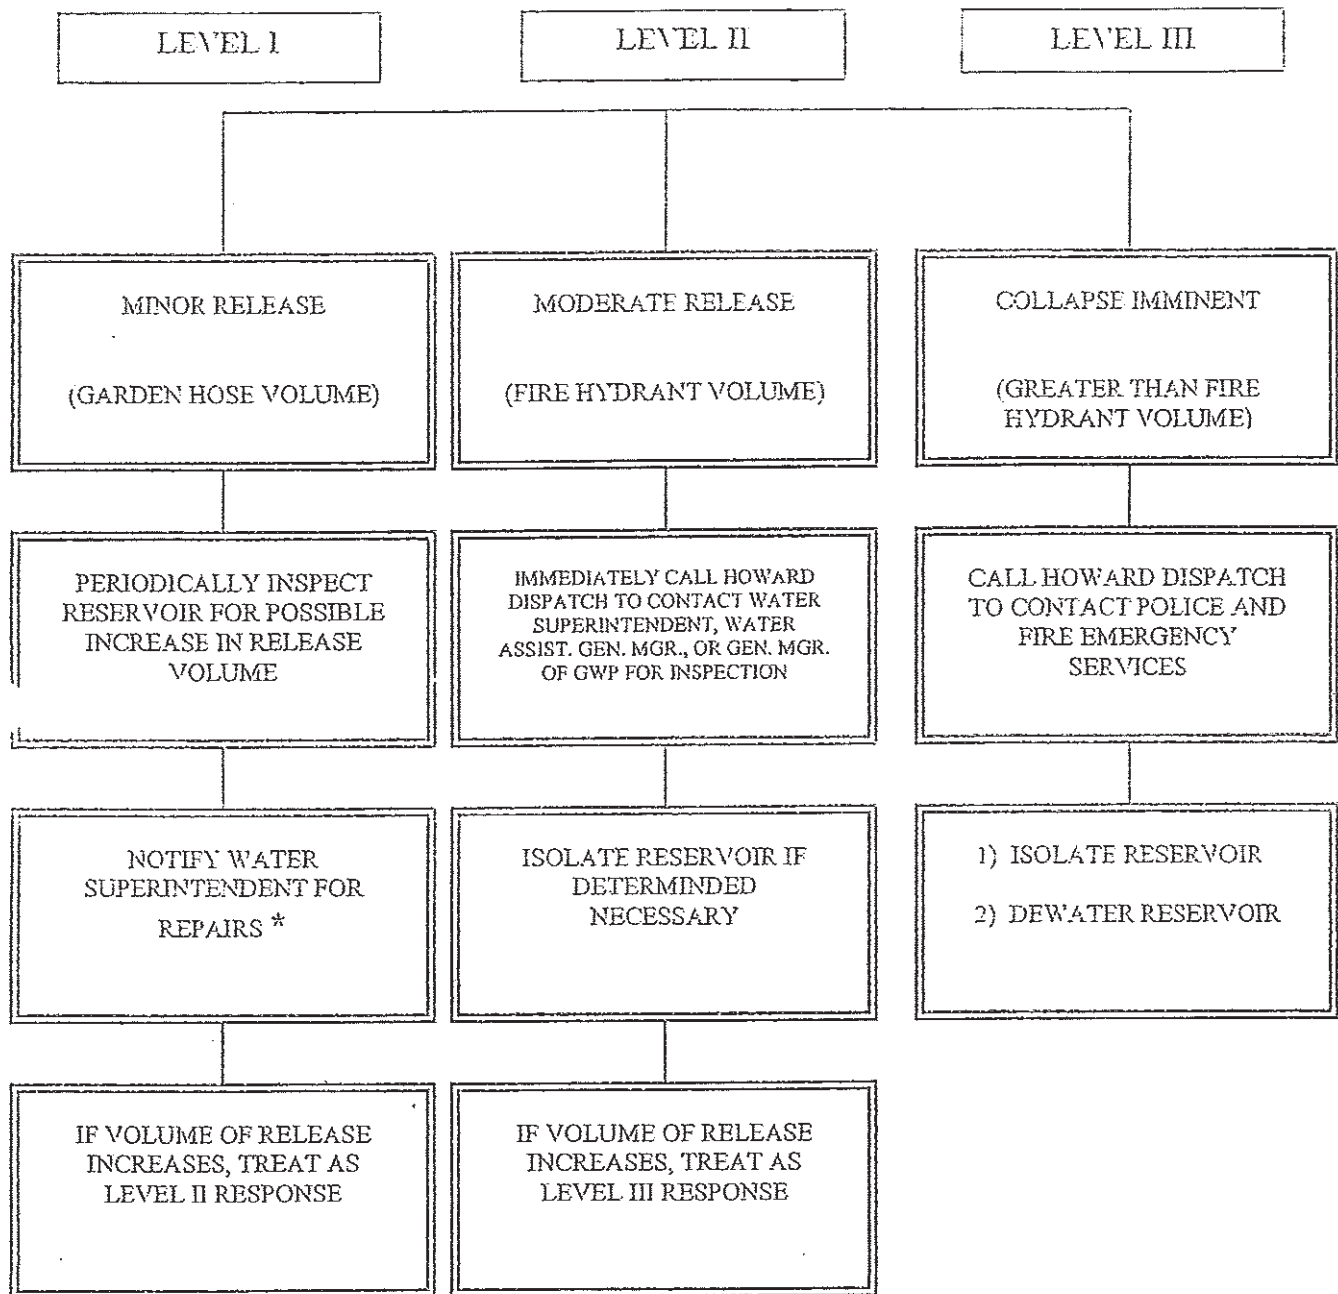 LEVEL I
LEVEL II
LEVEL III
MINOR RELEASE
(GARDEN HOSE VOLUME)
MODERATE RELEASE
(FIRE HYDRANT VOLUME)
COLLAPSE IMMINENT
(GREATER THAN FIRE
HYDRANT VOLUME)
PERIODICALLY INSPECT
RESERVOIR FOR POSSIBLE
INCREASE IN RELEASE
VOLUME
IMMEDIATELY CALL HOWARD
DISPATCH TO CONTACT WATER
SUPERINTENDENT, WATER
ASSIST. GEN. MGR., OR GEN. MGR.
OF GWP FOR INSPECTION
CALL HOWARD DISPATCH
TO CONTACT POLICE AND
FIRE EMERGENCY
SERVICES
NOTIFY WATER
SUPERINTENDENT FOR
REPAIRS *
ISOLATE RESERVOIR IF
DETERMINDED
NECESSARY
1) ISOLATE RESERVOIR
2) DEWATER RESERVOIR
IF VOLUME OF RELEASE
INCREASES, TREAT AS
LEVEL II RESPONSE
IF VOLUME OF RELEASE
INCREASES, TREAT AS
LEVEL III RESPONSE